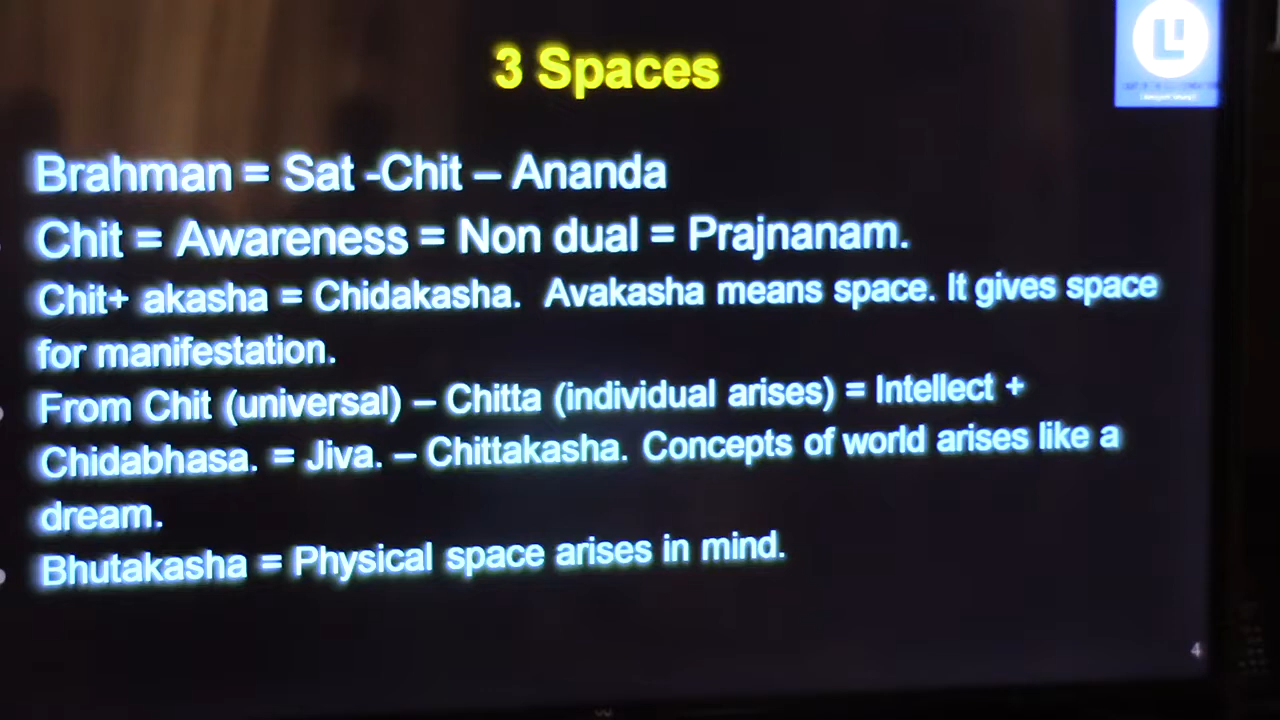 3 Spaces
Brahman = Sat -Chit – Ananda
Chit = Awareness = Non dual = Prajnanam.
Chit+ akasha = Chidakasha. Avakasha means space. It gives space
for manifestation.
From Chit (universal) – Chitta (individual arises) = Intellect +
Chidabhasa. = Jiva. – Chittakasha. Concepts of world arises like a
dream.
Bhutakasha = Physical space arises in mind.
4